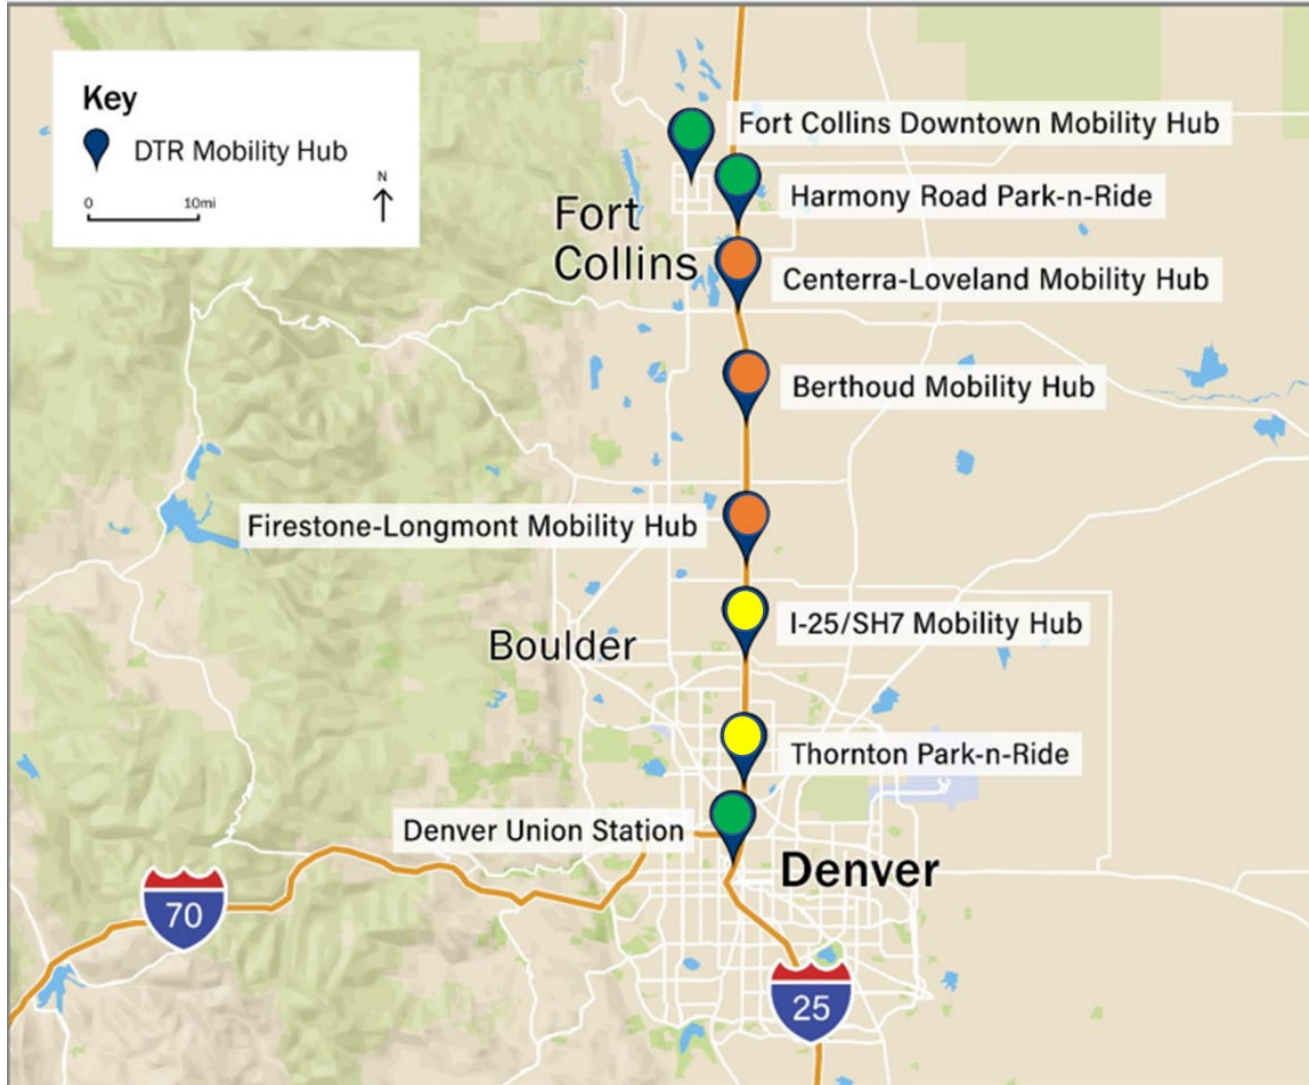 Key
DTR Mobility Hub
0 10mi
N
Fort Collins Downtown Mobility Hub
Harmony Road Park-n-Ride
Fort
Collins
Centerra-Loveland Mobility Hub
Berthoud Mobility Hub
Firestone-Longmont Mobility Hub
I-25/SH7 Mobility Hub
Boulder
Thornton Park-n-Ride
Denver Union Station
Denver
70
25